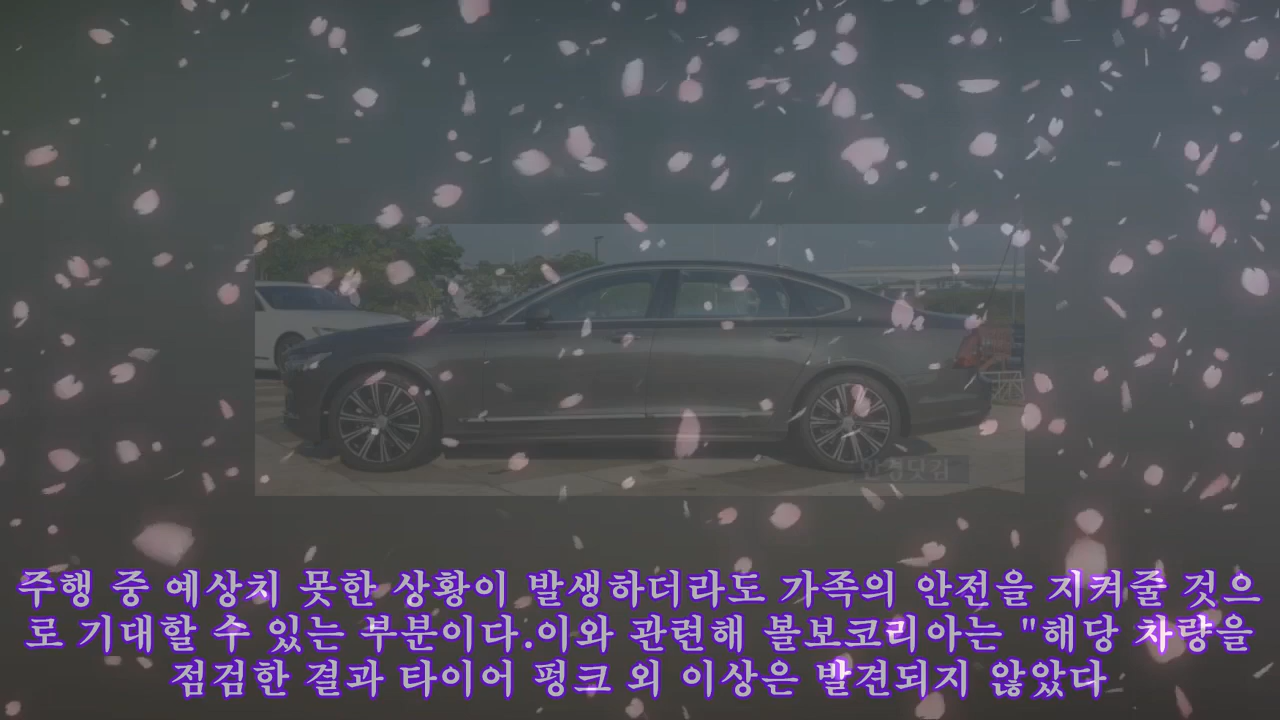 한경닷컴
주행 중 예상치 못한 상황이 발생하더라도 가족의 안전을 지켜줄 것으
로 기대할 수 있는 부분이다.이와 관련해 볼보코리아는 "해당 차량을
점검한 결과 타이어 펑크 외 이상은 발견되지 않았다